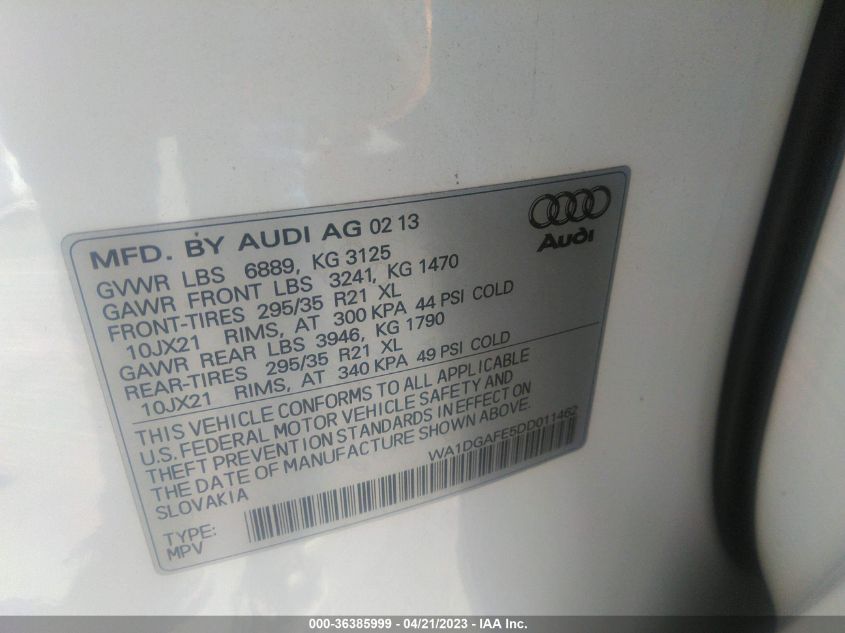 MFD. BY AUDI AG 02 13
Audi
GVWR LBS 6889, KG 3125
GAWR FRONT LBS 3241, KG 1470
FRONT-TIRES 295/35 R21 XL
10JX21 RIMS, AT 300 KPA 44 PSI COLD
GAWR REAR LBS 3946, KG 1790
REAR-TIRES 295/35 R21 XL
10JX21 RIMS, AT 340 KPA 49 PSI COLD
THIS VEHICLE CONFORMS TO ALL APPLICABLE
U.S. FEDERAL MOTOR VEHICLE SAFETY AND
THEFT PREVENTION STANDARDS IN EFFECT ON
THE DATE OF MANUFACTURE SHOWN ABOVE.
SLOVAKIA
WA1DGAFE5DD011462
TYPE:
MPV
000-36385999 - 04/21/2023 - IAA Inc.